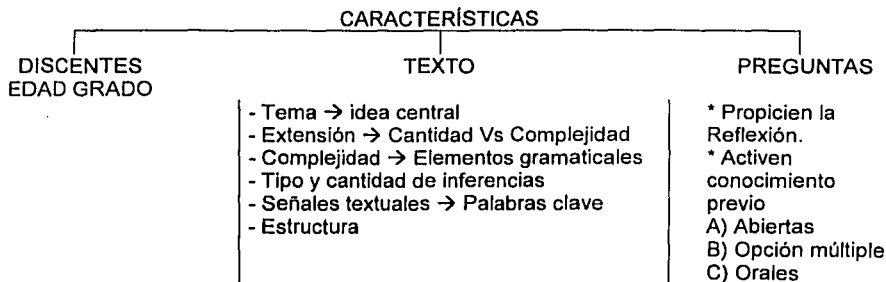 CARACTERÍSTICAS
DISCENTES
EDAD GRADO
TEXTO
- Tema → idea central
- Extensión → Cantidad Vs Complejidad
- Complejidad → Elementos gramaticales
- Tipo y cantidad de inferencias
- Señales textuales → Palabras clave
- Estructura
PREGUNTAS
* Propicien la
Reflexión.
* Activen
conocimiento
previo
A) Abiertas
B) Opción múltiple
C) Orales